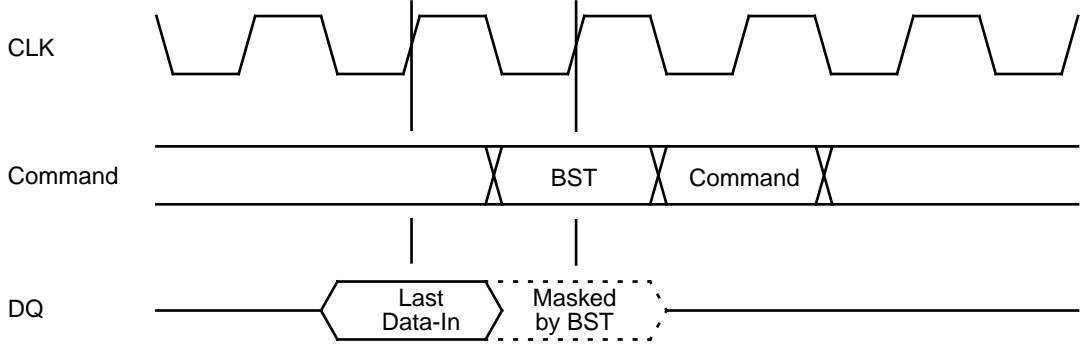 CLK
Command
BST
Command
DQ
Last
Data-In
Masked
by BST